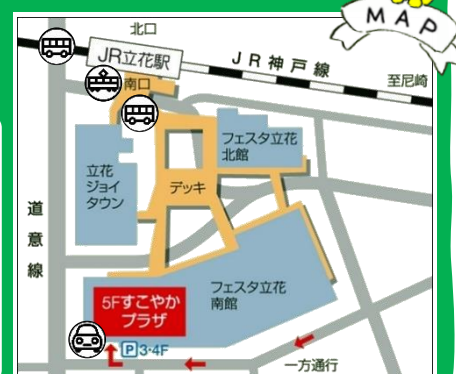 MAP
北口
JR立花駅
JR神戸線
至尼崎
南口
フェスタ立花
北館
立花
ジョイ
タウン
デッキ
道意線
フェスタ立花
南館
5Fすこやか
プラザ
P3・4F
一方通行